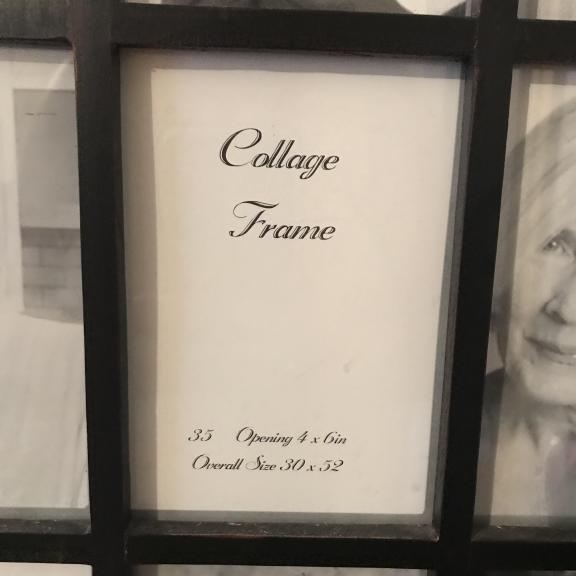 Collage
Frame
35 Opening 4 x 6in
Overall Size 30 x 52